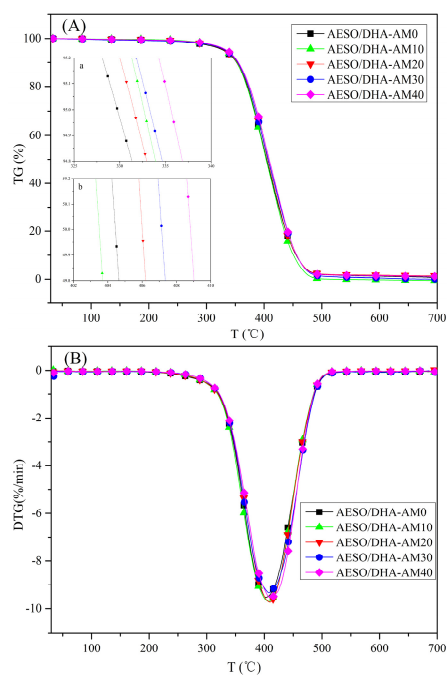 (A)
AESO/DHA-AM0
AESO/DHA-AM10
AESO/DHA-AM20
AESO/DHA-AM30
AESO/DHA-AM40
a
325 330 335 340
b
TG (%)
100
80
60
40
20
0
100 200 300 400 500 600 700
T (℃)
(B)
DTG(%/min)
0
-2
-4
-6
-8
-10
AESO/DHA-AM0
AESO/DHA-AM10
AESO/DHA-AM20
AESO/DHA-AM30
AESO/DHA-AM40
100 200 300 400 500 600 700
T (℃)